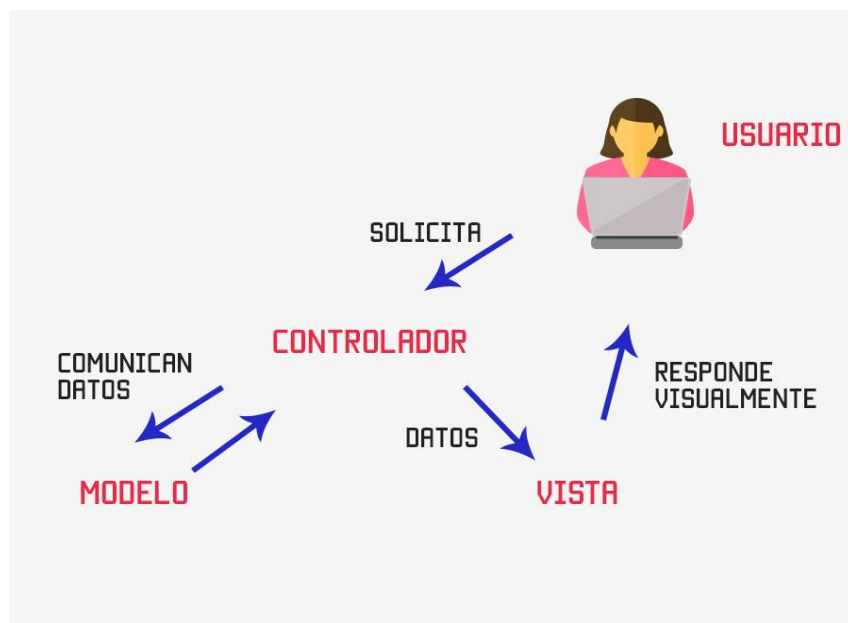 USUARIO
SOLICITA
CONTROLADOR
COMUNICAN
DATOS
RESPONDE
VISUALMENTE
DATOS
MODELO
VISTA